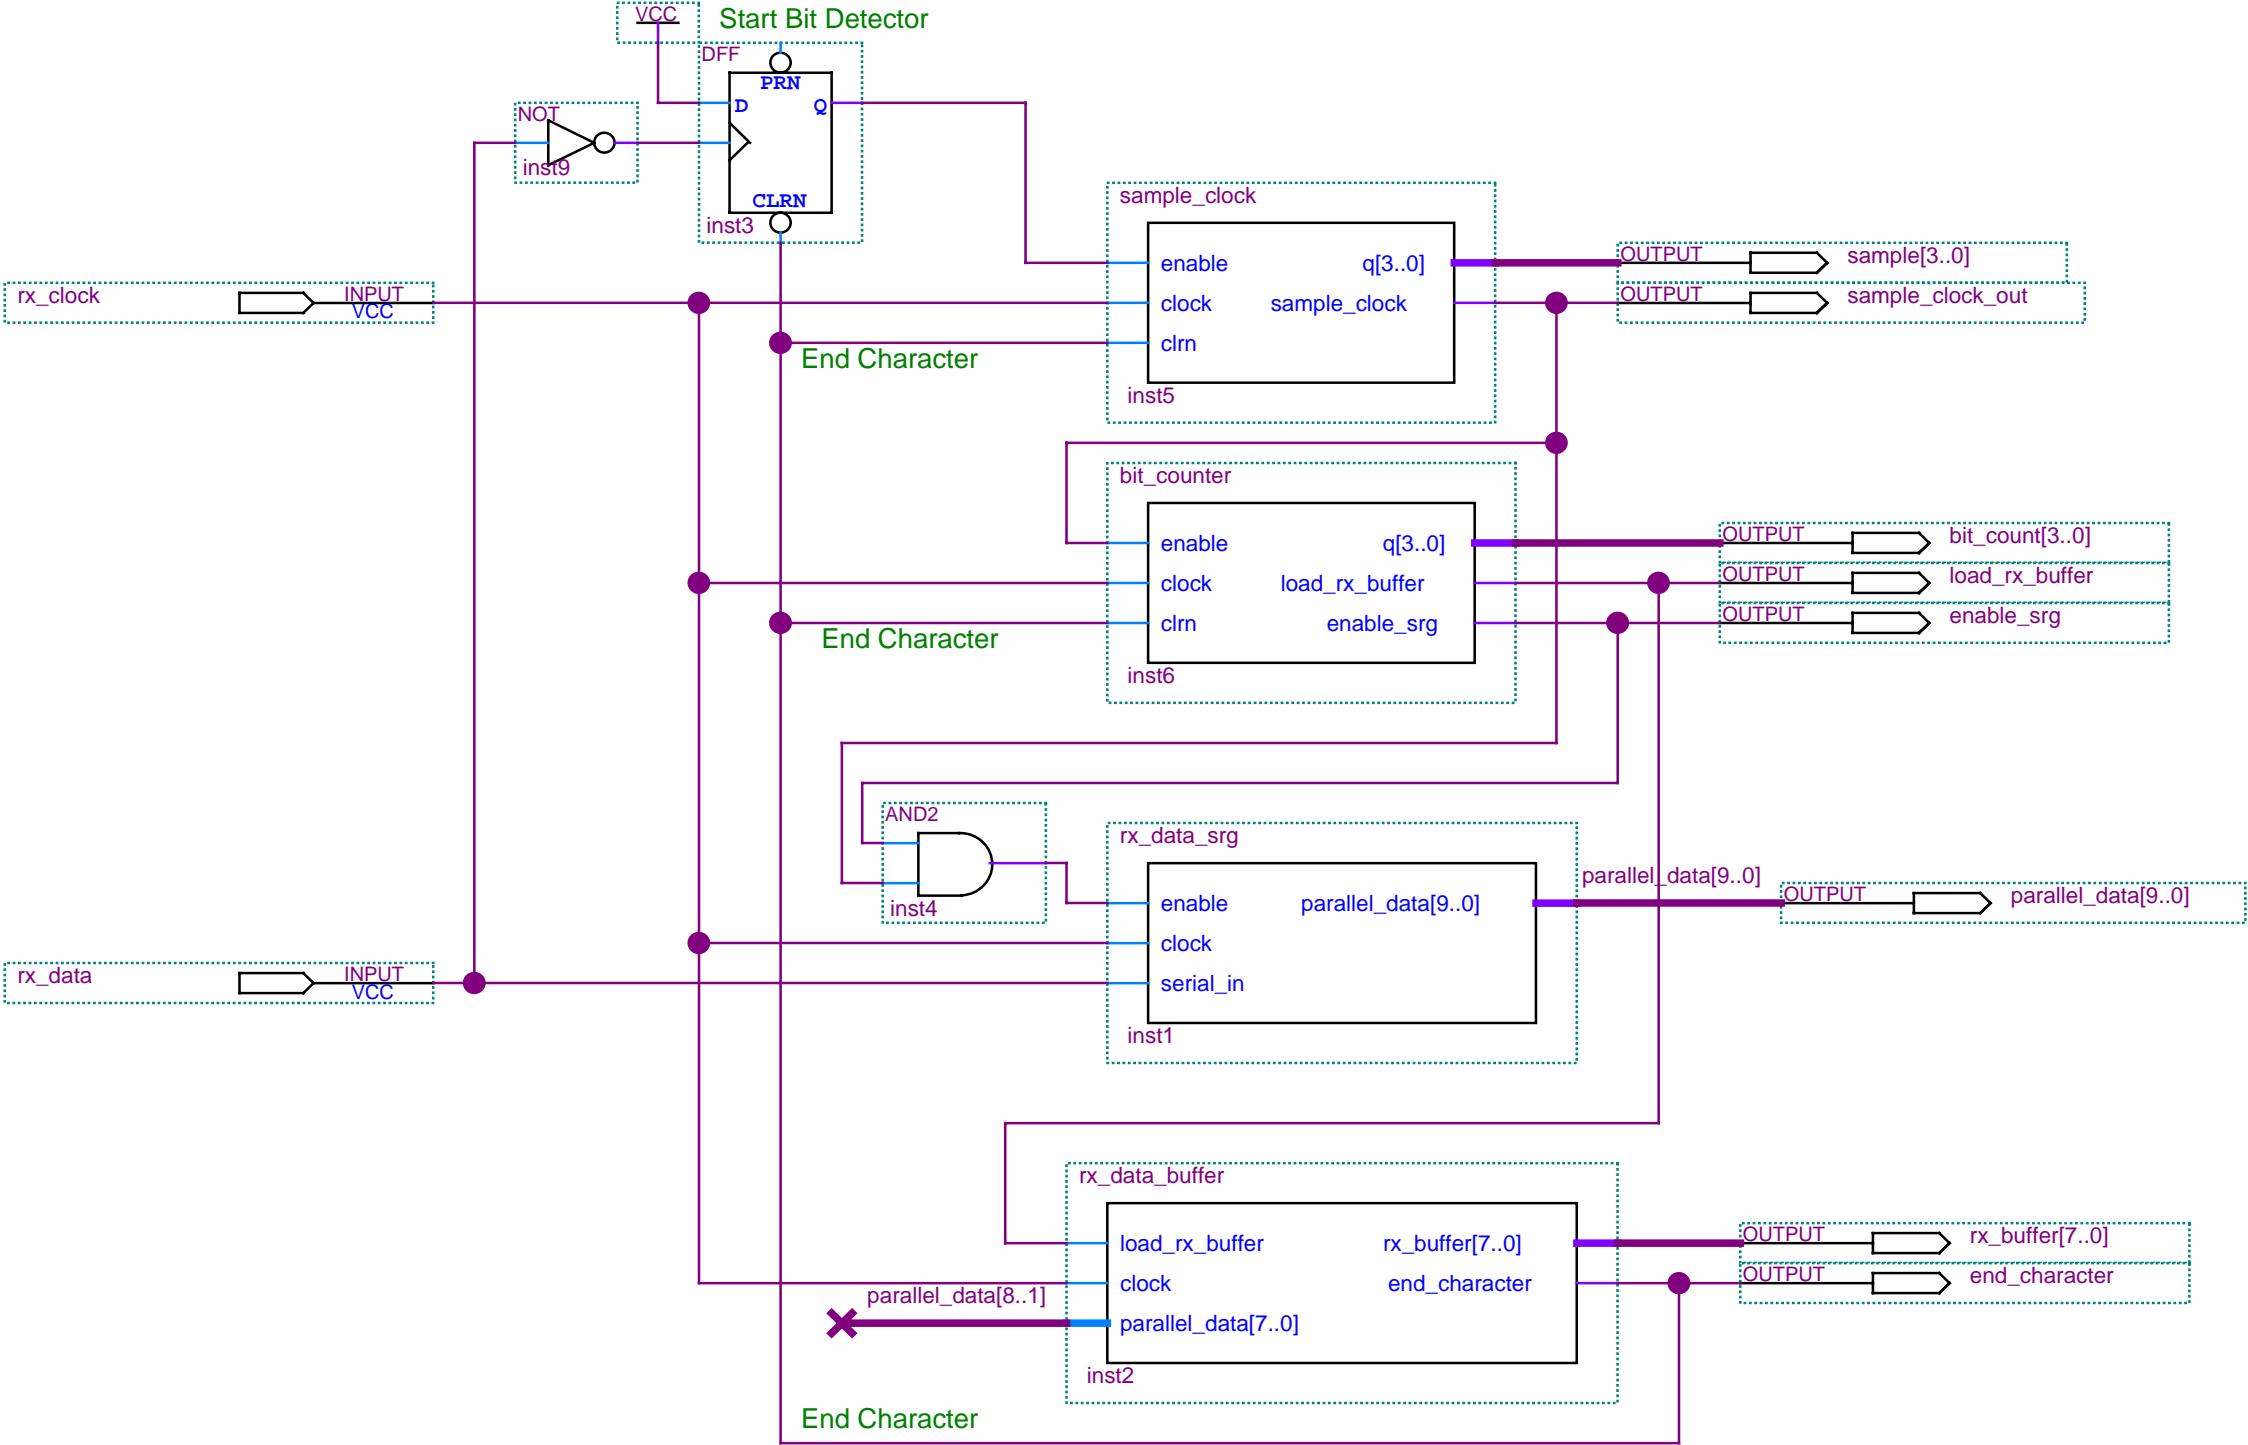 VCC
Start Bit Detector
DFF
PRN
D
Q
NOT
inst9
CLRN
inst3
sample_clock
enable
q[3..0]
OUTPUT
sample[3..0]
rx_clock
INPUT
VCC
clock
sample_clock
OUTPUT
sample_clock_out
clrn
End Character
inst5
bit_counter
enable
q[3..0]
OUTPUT
bit_count[3..0]
clock
load_rx_buffer
OUTPUT
load_rx_buffer
clrn
enable_srg
OUTPUT
enable_srg
End Character
inst6
AND2
inst4
rx_data_srg
enable
parallel_data[9..0]
parallel_data[9..0]
OUTPUT
parallel_data[9..0]
clock
rx_data
INPUT
VCC
serial_in
inst1
rx_data_buffer
load_rx_buffer
rx_buffer[7..0]
OUTPUT
rx_buffer[7..0]
clock
end_character
OUTPUT
end_character
parallel_data[8..1]
parallel_data[7..0]
inst2
End Character